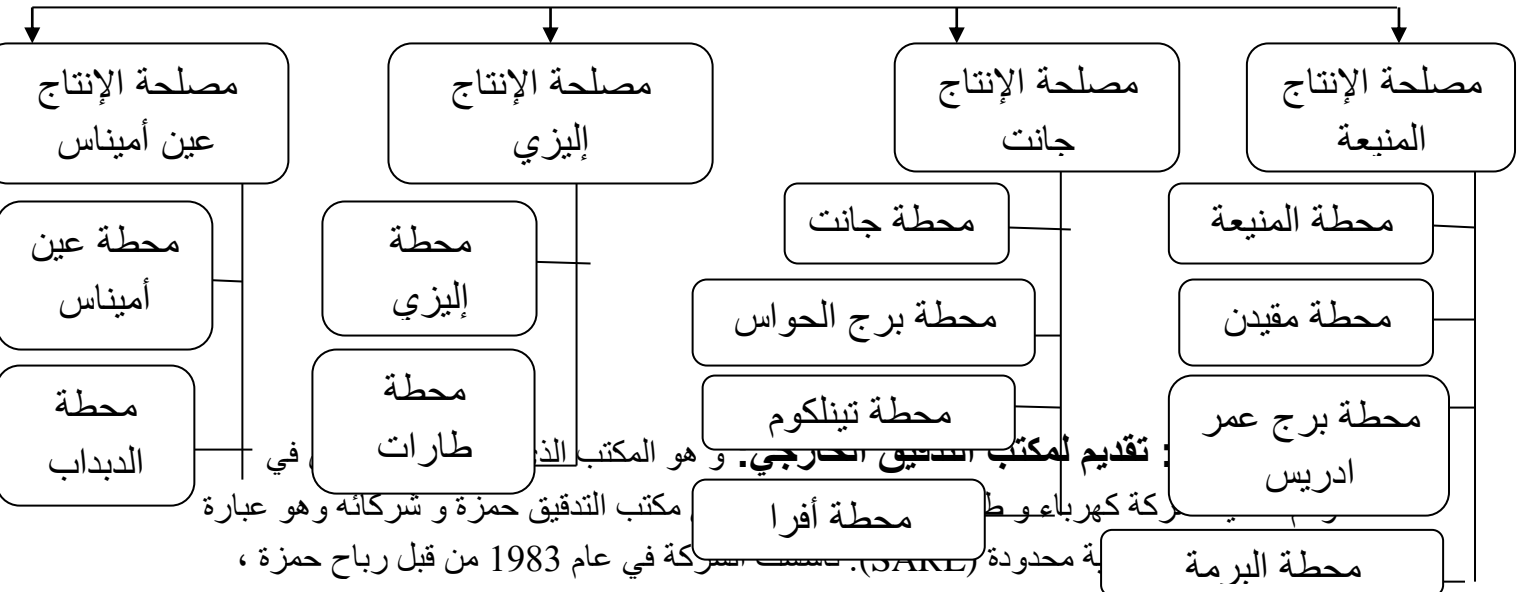 مصلحة الإنتاج
المنيعة
مصلحة الإنتاج
جانت
مصلحة الإنتاج
إليزي
مصلحة الإنتاج
عين أميناس
محطة المنيعة
محطة مقيدن
محطة برج عمر
ادريس
محطة البرمة
محطة جانت
محطة برج الحواس
محطة تينلكوم
محطة أفرا
محطة
إليزي
محطة
طارات
محطة عين
أميناس
محطة
الدبداب
: تقديم لمكتب التدقيق الخارجي. و هو المكتب في
كهرباء و مكتب التدقيق حمزة و شركائه وهو عبارة
محدودة (SARL). تأسست الشركة في عام 1983 من قبل رباح حمزة ،